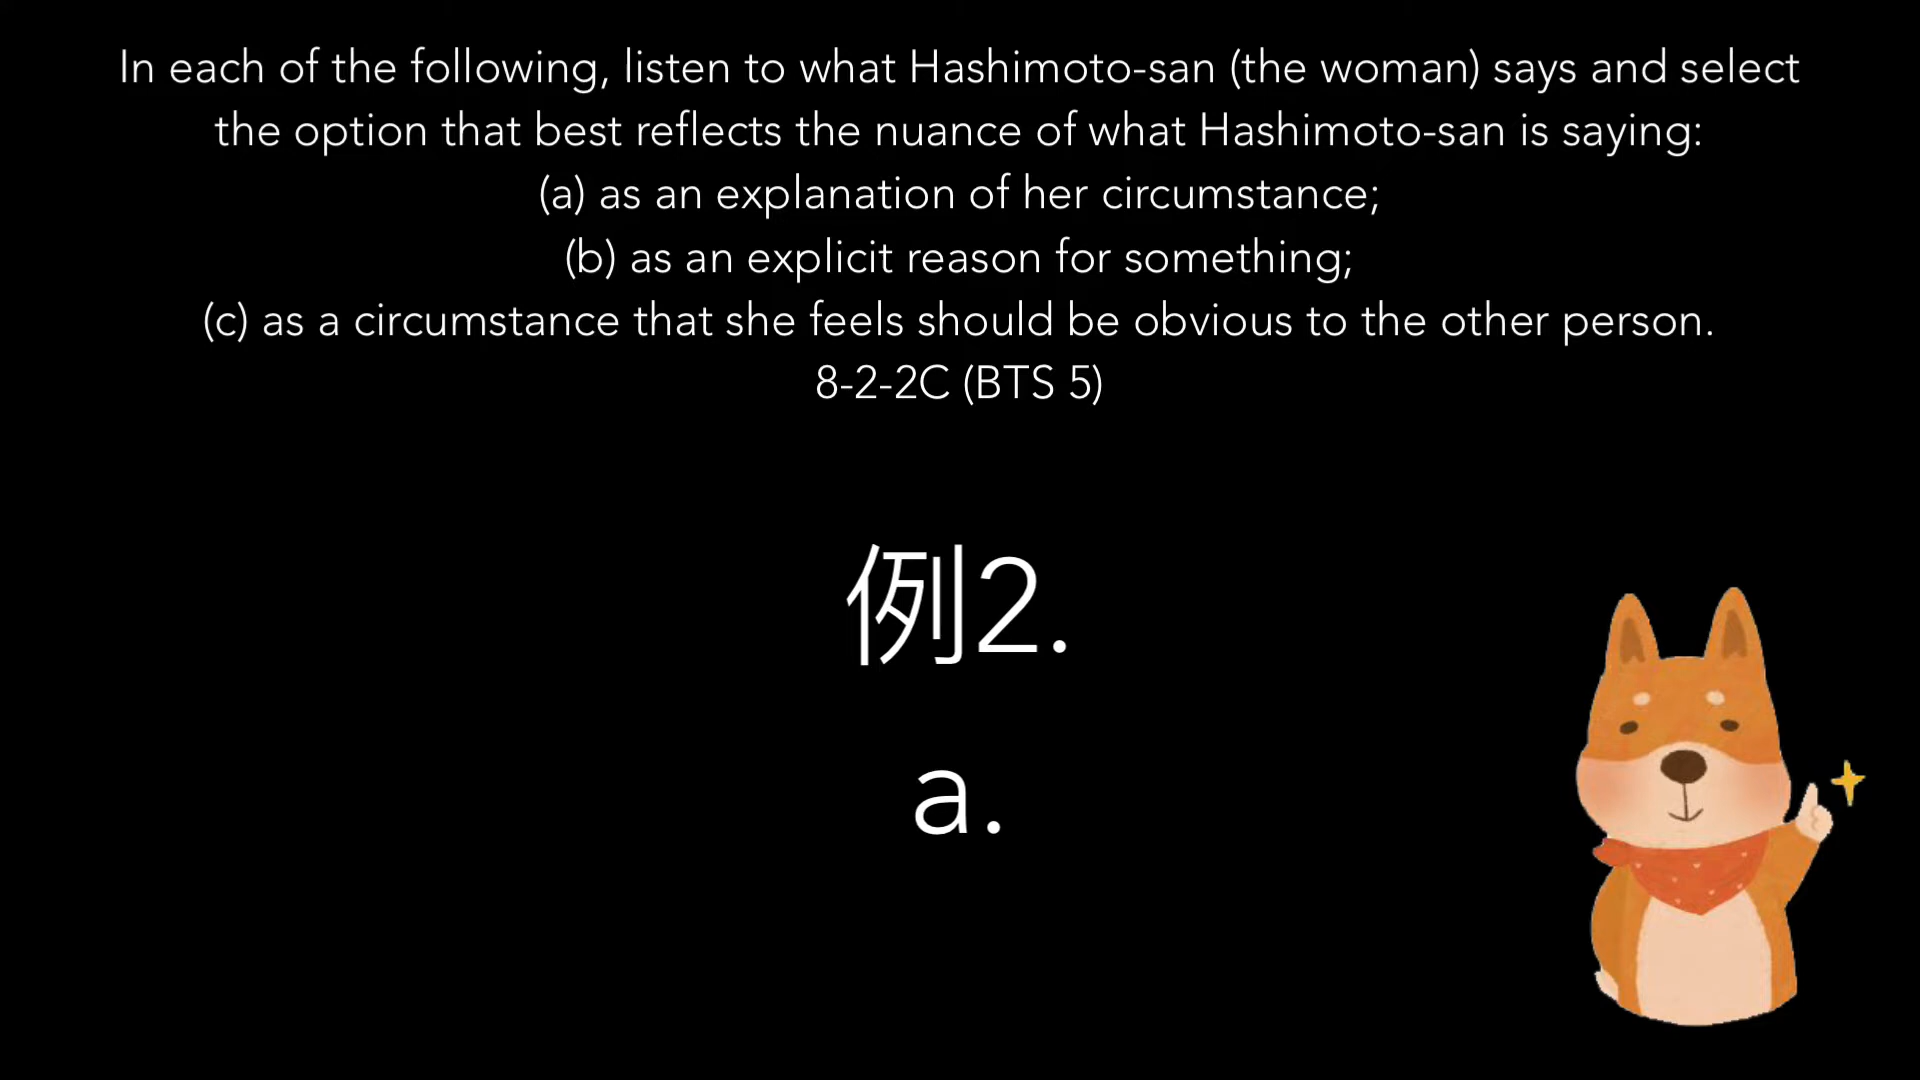 In each of the following, listen to what Hashimoto-san (the woman) says and select
the option that best reflects the nuance of what Hashimoto-san is saying:
(a) as an explanation of her circumstance;
(b) as an explicit reason for something;
(c) as a circumstance that she feels should be obvious to the other person.
8-2-2C (BTS 5)
例2.
a.